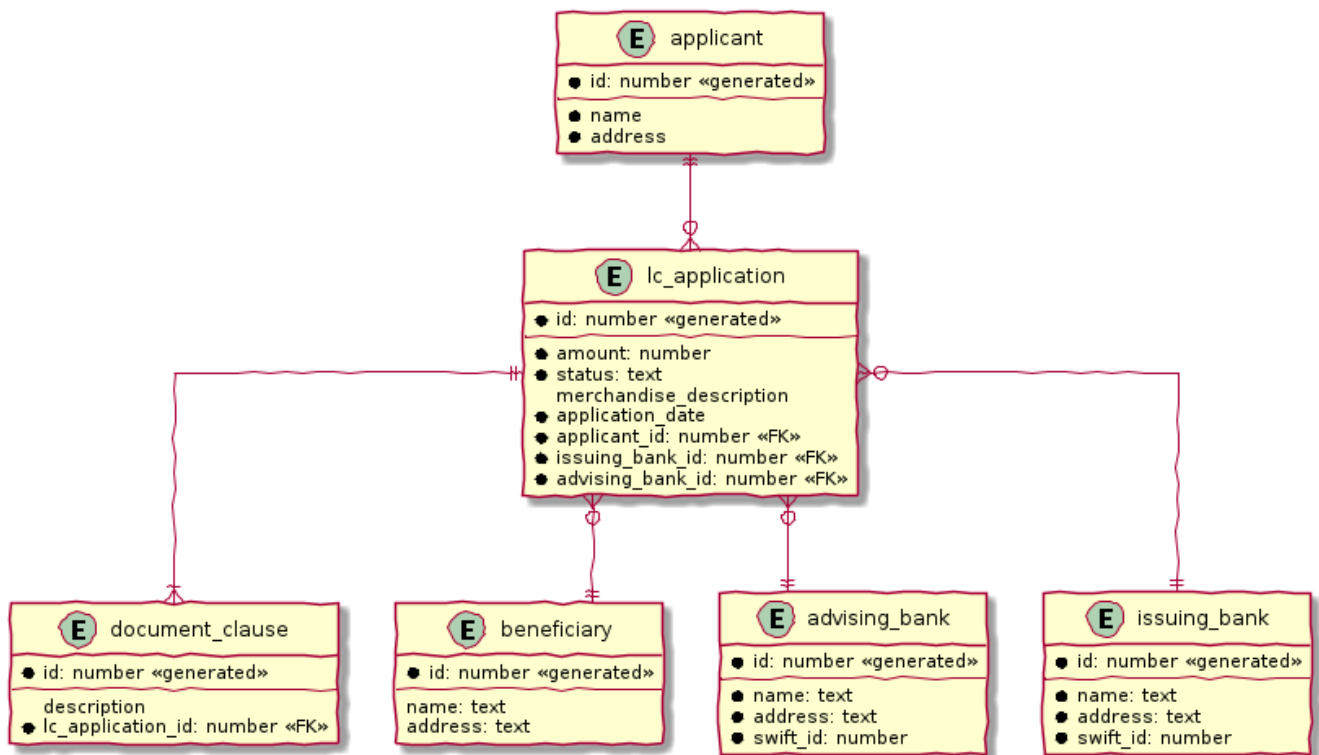 E applicant
id: number «generated»
name
address
E lc_application
id: number «generated»
amount: number
status: text
merchandise_description
application_date
applicant_id: number «FK»
issuing_bank_id: number «FK»
advising_bank_id: number «FK»
E document_clause
id: number «generated»
description
lc_application_id: number «FK»
E beneficiary
id: number «generated»
name: text
address: text
E advising_bank
id: number «generated»
name: text
address: text
swift_id: number
E issuing_bank
id: number «generated»
name: text
address: text
swift_id: number